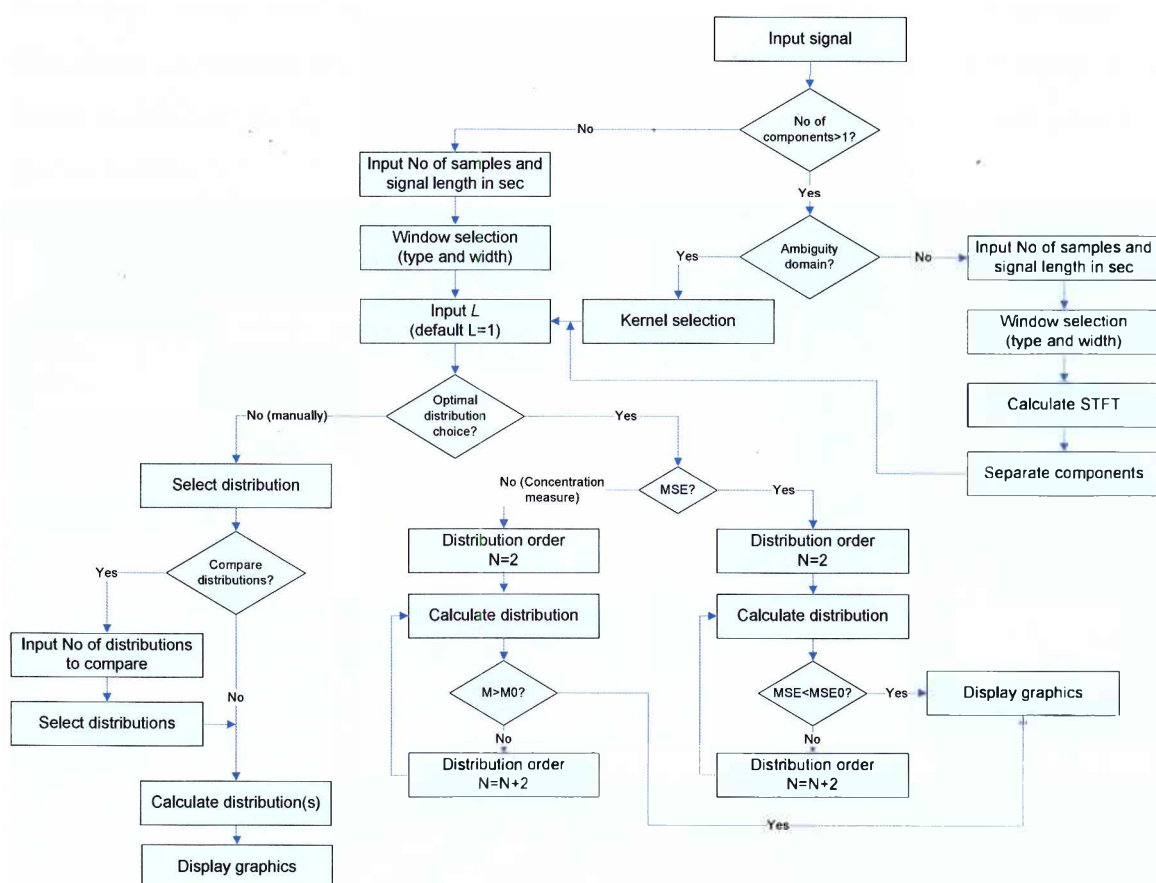 Input signal
No of
components>1?
No
Yes
Input No of samples and
signal length in sec
Window selection
(type and width)
Ambiguity
domain?
Yes
No
Input No of samples and
signal length in sec
Input L
(default L=1)
Kernel selection
Window selection
(type and width)
Calculate STFT
Separate components
Optimal
distribution
choice?
No (manually)
Yes
Select distribution
MSE?
No (Concentration
measure)
Yes
Compare
distributions?
Yes
No
Distribution order
N=2
Distribution order
N=2
Calculate distribution
Calculate distribution
Input No of distributions
to compare
Select distributions
M>M0?
MSE<MSE0?
Yes
Display graphics
No
No
Distribution order
N=N+2
Distribution order
N=N+2
Yes
Calculate distribution(s)
Display graphics